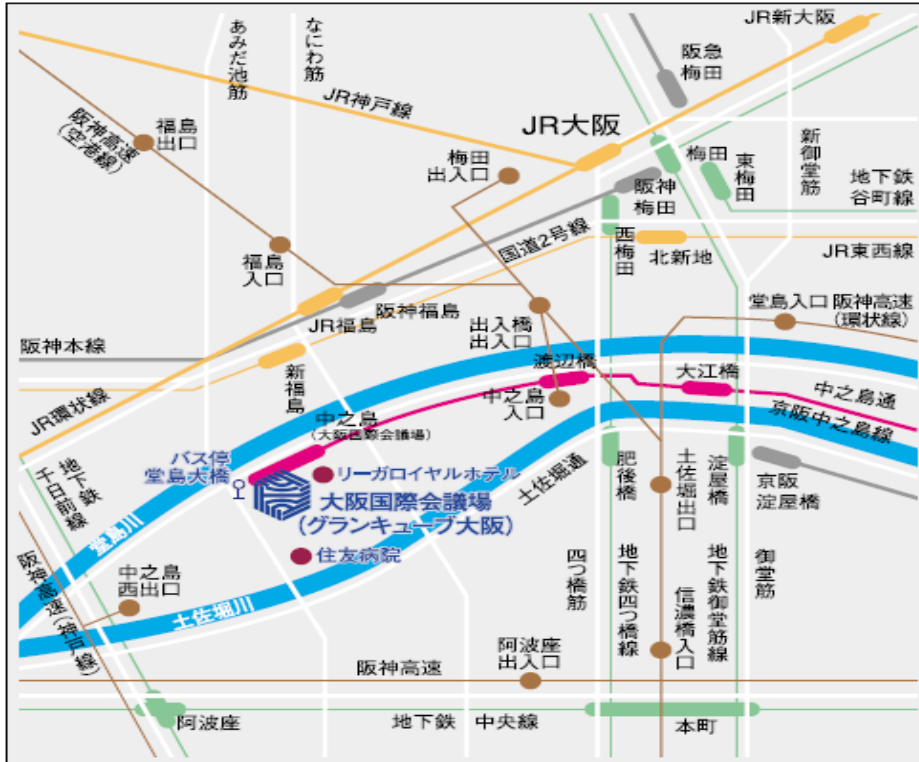 JR新大阪
あみだ池筋
なにわ筋
阪急
梅田
JR神戸線
JR大阪
新御堂筋
阪神高速
(空港線)
福島
出口
梅田
出入口
梅田
東梅田
阪神
梅田
地下鉄
谷町線
国道2号線
西梅田
北新地
JR東西線
福島
入口
JR福島
阪神福島
出入橋
出入口
堂島入口
阪神高速
(環状線)
阪神本線
新福島
渡辺橋
大江橋
中之島通
JR環状線
中之島
(大阪国際会議場)
中之島
入口
京阪中之島線
バス停
堂島大橋
リーガロイヤルホテル
土佐堀通
肥後橋
土佐堀出口
淀屋橋
京阪
淀屋橋
地下鉄
千日前線
大阪国際会議場
(グランキューブ大阪)
堂島川
住友病院
阪神高速(神戸線)
中之島
西出口
土佐堀川
四つ橋筋
地下鉄四つ橋線
信濃橋入口
地下鉄御堂筋線
御堂筋
阪神高速
阿波座
出入口
阿波座
地下鉄 中央線
本町